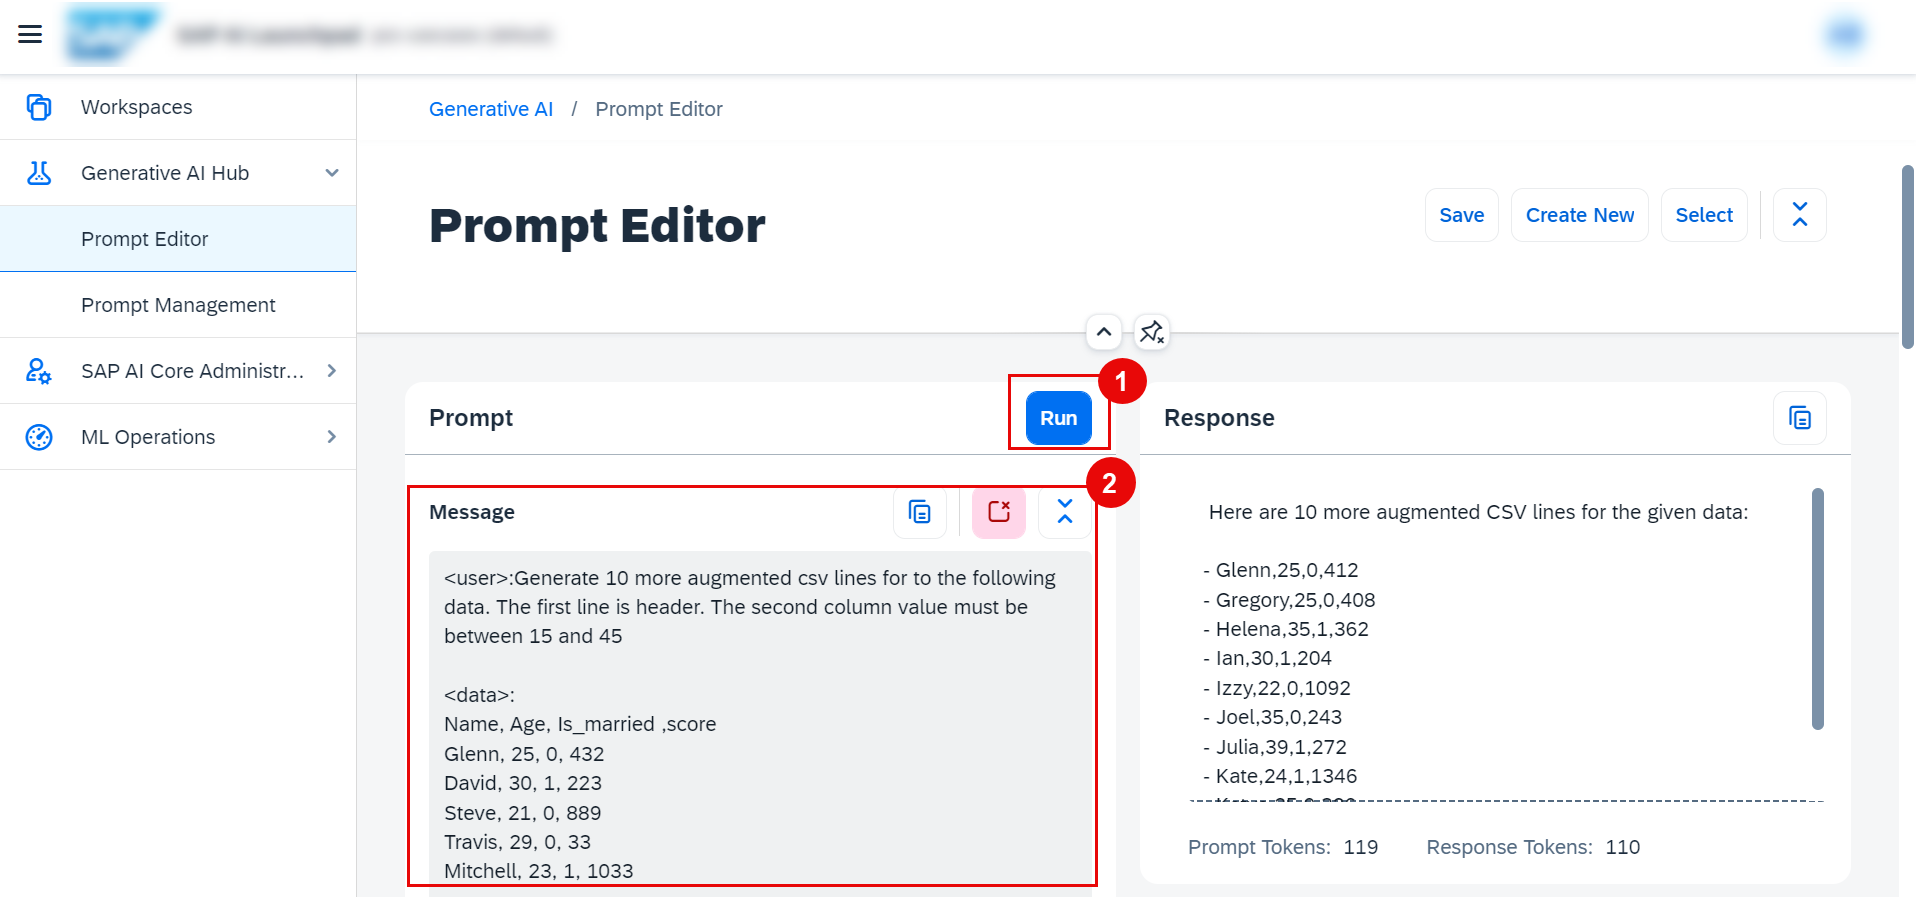 Workspaces
Generative AI Hub
Prompt Editor
Prompt Management
SAP AI Core Administr...
ML Operations
Generative AI / Prompt Editor
Prompt Editor
Save
Create New
Select
Prompt
Run
1
Message
2
<user>:Generate 10 more augmented csv lines for to the following
data. The first line is header. The second column value must be
between 15 and 45
<data>:
Name, Age, Is_married ,score
Glenn, 25, 0, 432
David, 30, 1, 223
Steve, 21, 0, 889
Travis, 29, 0, 33
Mitchell, 23, 1, 1033
Response
Here are 10 more augmented CSV lines for the given data:
- Glenn,25,0,412
- Gregory,25,0,408
- Helena,35,1,362
- Ian,30,1,204
- Izzy,22,0,1092
- Joel,35,0,243
- Julia,39,1,272
- Kate,24,1,1346
Prompt Tokens: 119
Response Tokens: 110